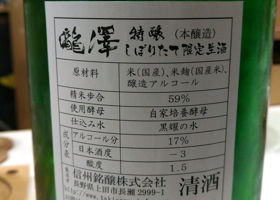 瀧澤 特醸（本醸造）
しぼりたて限定生酒
原材料 米(国産)、米麹(国産米)、
醸造アルコール
精米歩合 59%
使用酵母 自家培養酵母
仕込み水 黒耀の水
成分 アルコール分 17%
日本酒度 －3
酸度 1.5
信州銘醸株式会社
長野県上田市長瀬2999-1
清酒